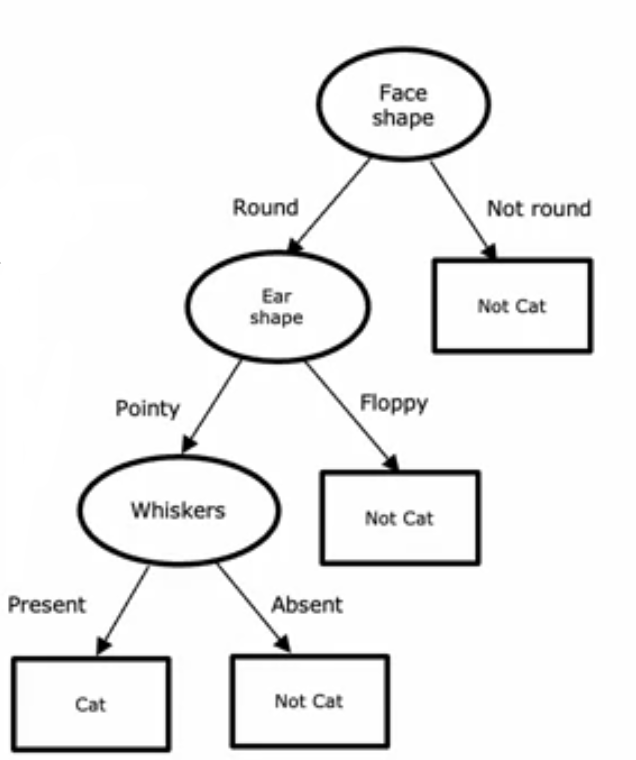 Face
shape
Round
Not round
Ear
shape
Not Cat
Pointy
Floppy
Whiskers
Not Cat
Present
Absent
Cat
Not Cat